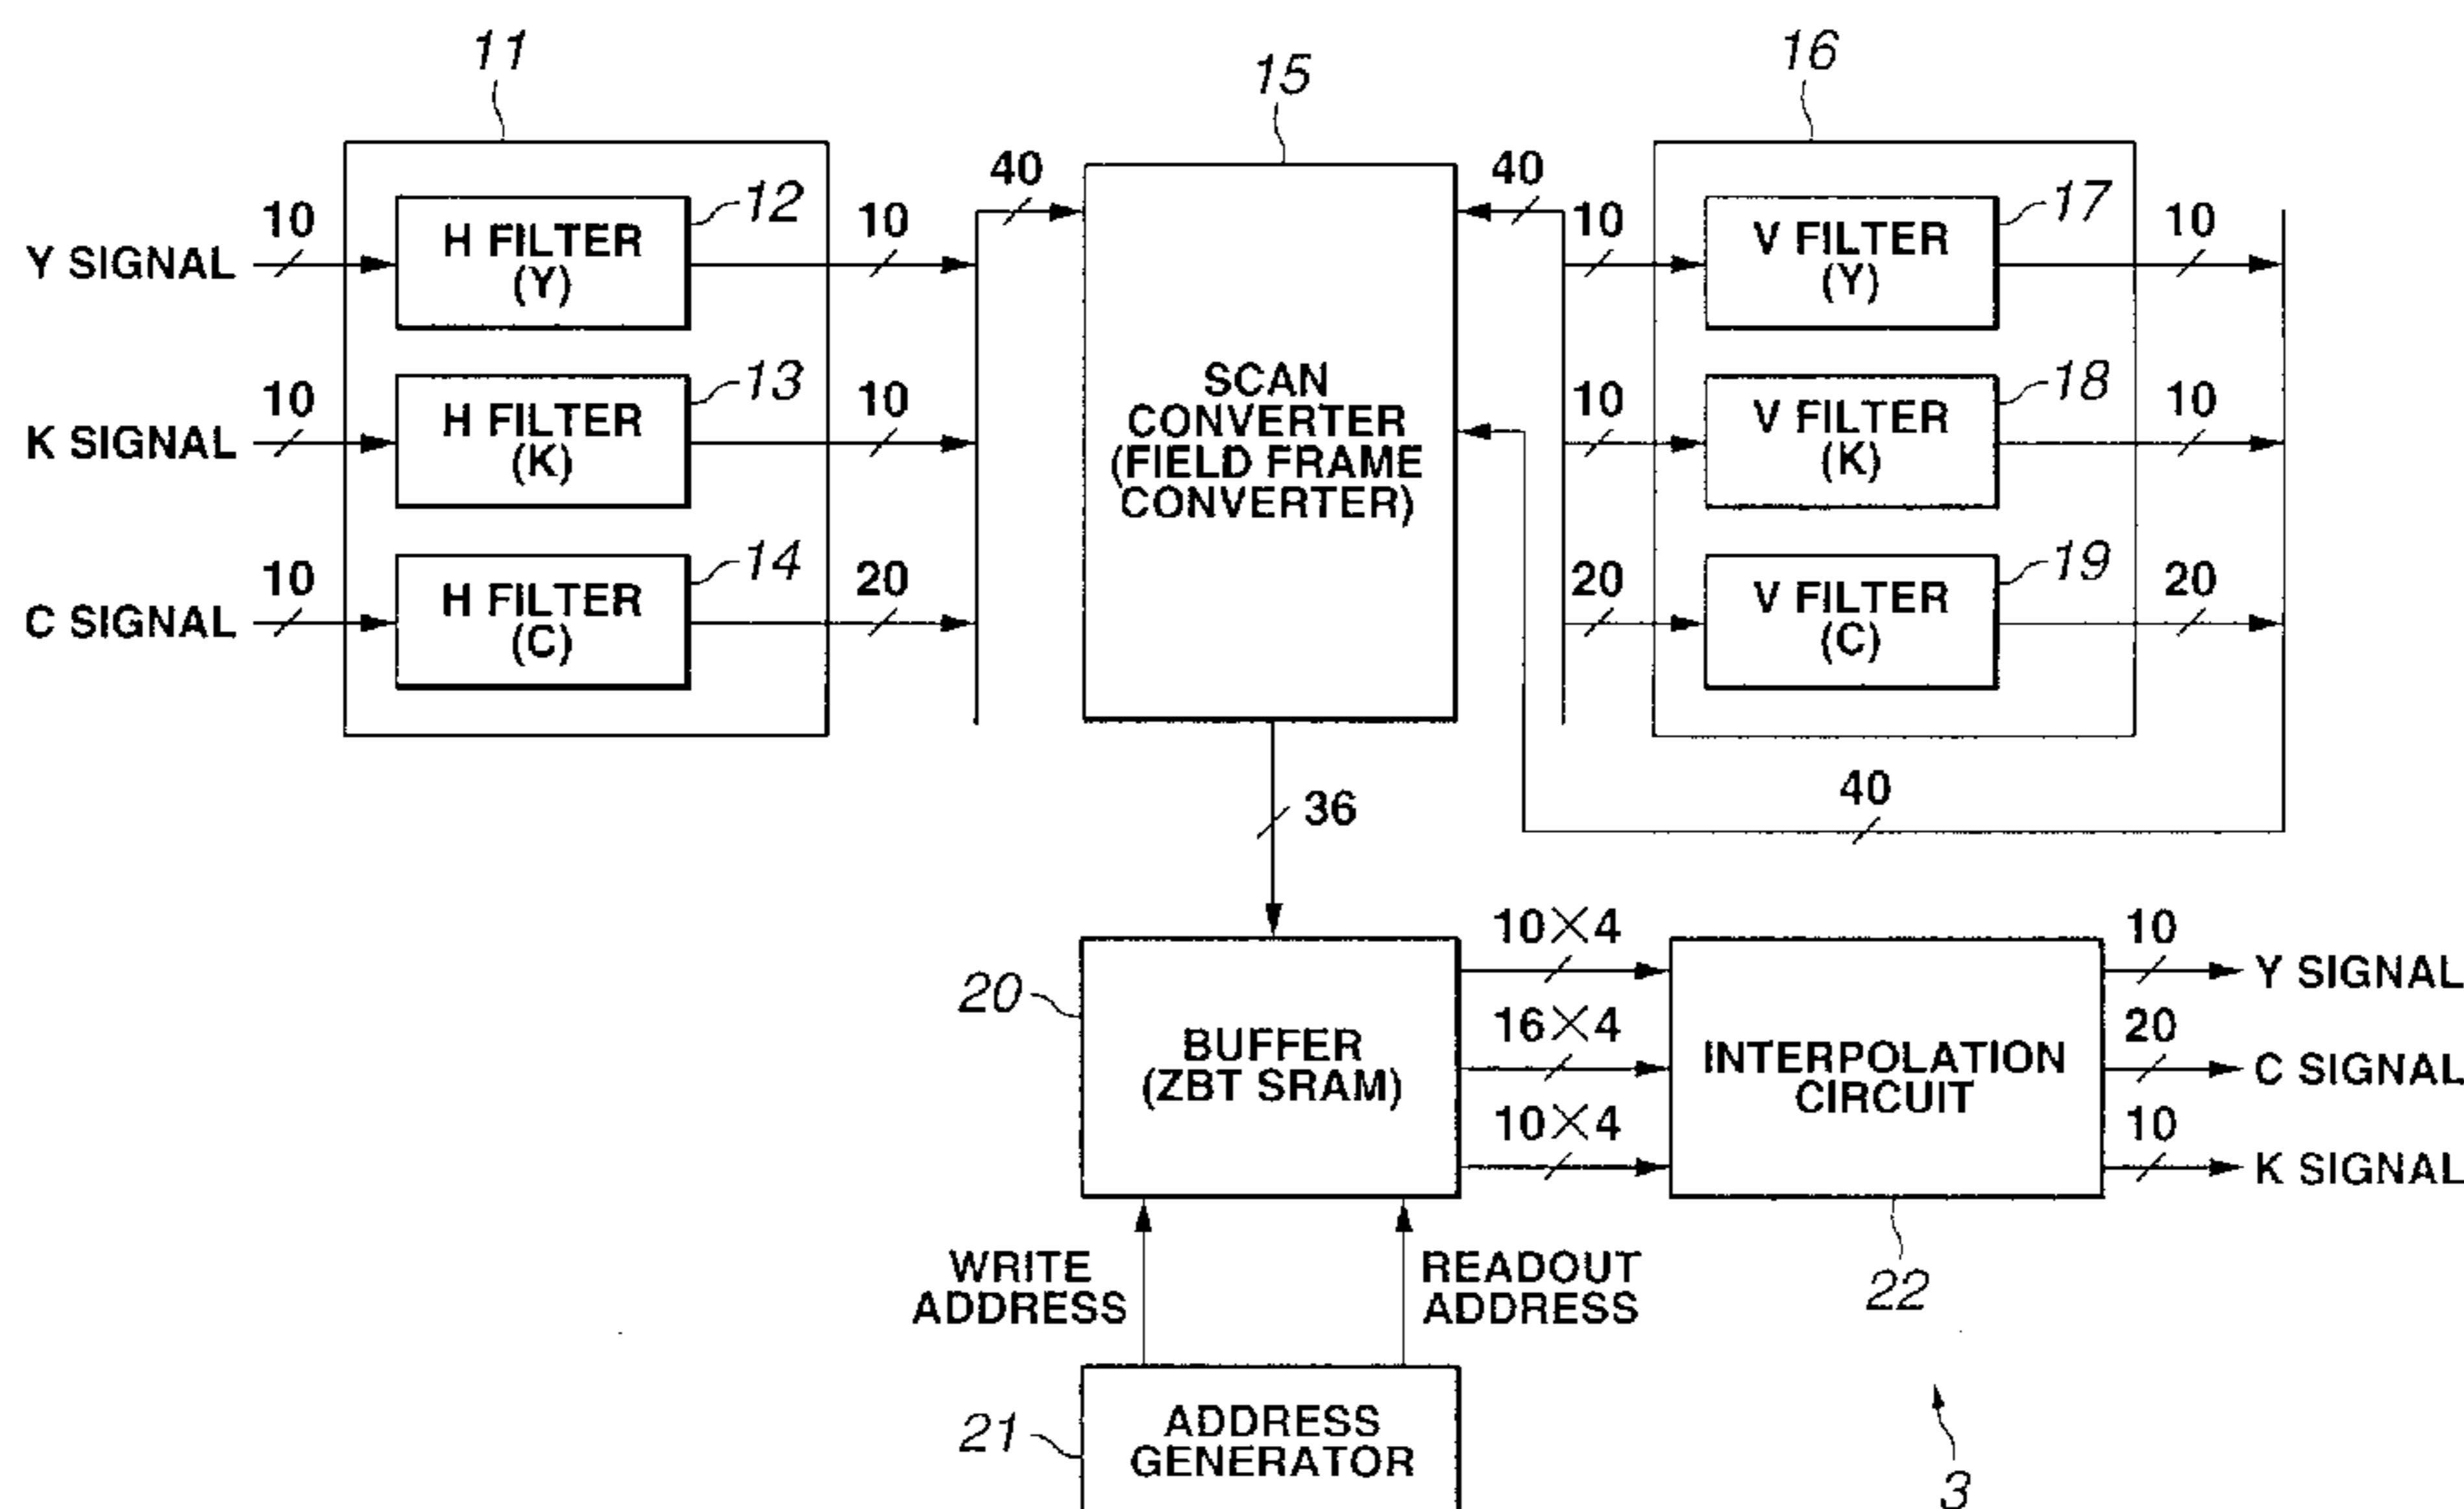 11
15
16
40
40
10
H FILTER
(Y)
12
10
10
V FILTER
(Y)
17
10
Y SIGNAL
10
H FILTER
(K)
13
10
SCAN
CONVERTER
(FIELD FRAME
CONVERTER)
10
V FILTER
(K)
18
10
K SIGNAL
10
H FILTER
(C)
14
20
20
V FILTER
(C)
19
20
C SIGNAL
36
40
20
BUFFER
(ZBT SRAM)
10×4
16×4
10×4
INTERPOLATION
CIRCUIT
10
Y SIGNAL
20
C SIGNAL
10
K SIGNAL
WRITE
ADDRESS
READOUT
ADDRESS
22
21
ADDRESS
GENERATOR
3